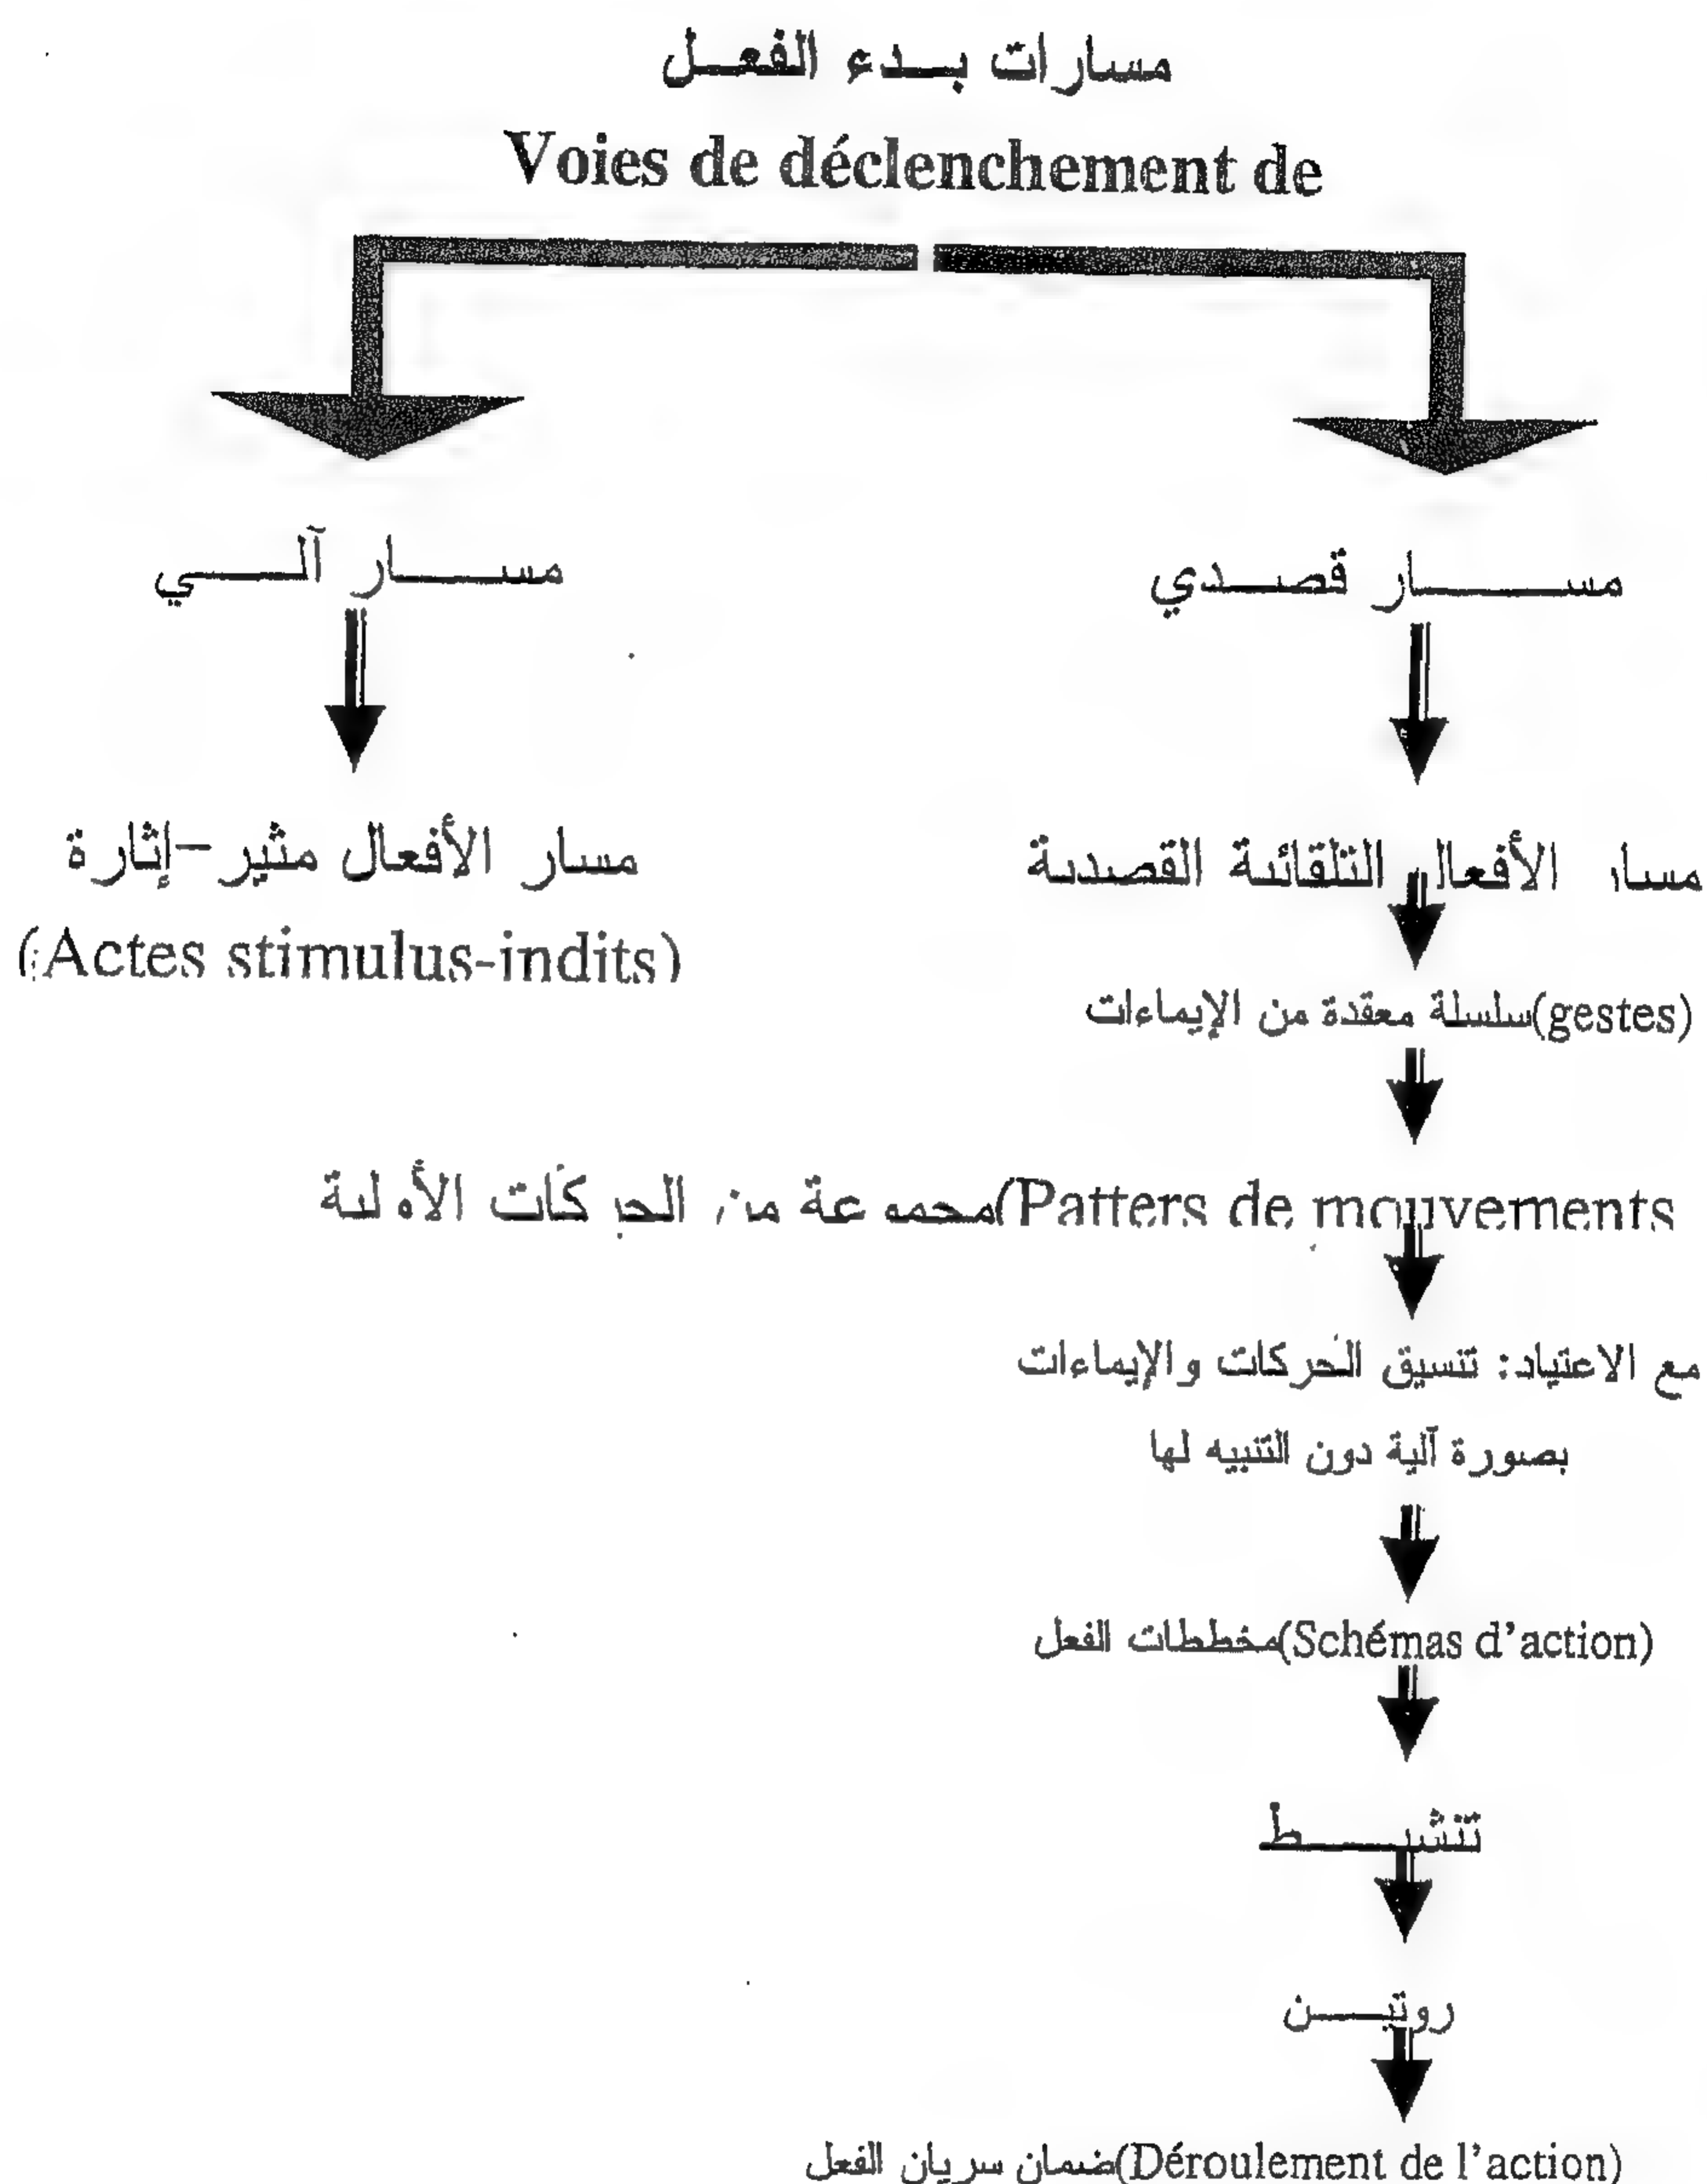 مسارات بدء الفعل
Voies de déclenchement de
مسار قصدي
مسار آلي
مسار الأفعال التلقائية القصدية
مسار الأفعال مثير-إثارة
(Actes stimulus-indits)
سلسلة معقدة من الإيماءات(gestes)
مجموعة من الحركات الأولية(Patters de mouvements
مع الاعتياد: تنسيق الحركات والإيماءات
بصورة آلية دون التنبيه لها
مخططات الفعل(Schémas d'action)
تنشيط
روتين
ضمان سريان الفعل(Déroulement de l'action)